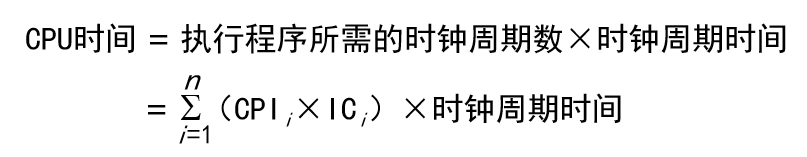 CPU时间 = 执行程序所需的时钟周期数×时钟周期时间
= \sum_{i=1}^{n} (CPI_i×IC_i) ×时钟周期时间